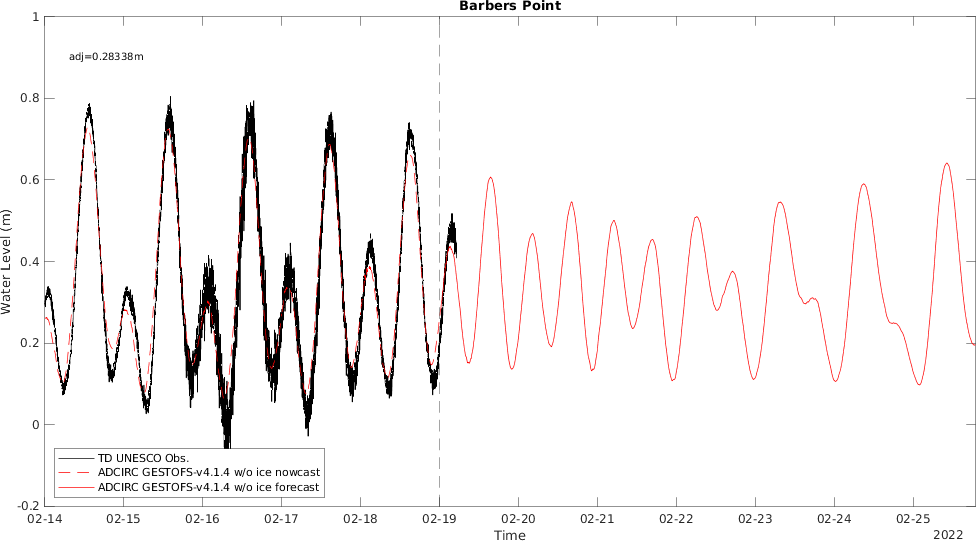 Barbers Point
adj=0.28338m
Water Level (m)
1
0.8
0.6
0.4
0.2
0
-0.2
TD UNESCO Obs.
ADCIRC GESTOFS-v4.1.4 w/o ice nowcast
ADCIRC GESTOFS-v4.1.4 w/o ice forecast
02-14 02-15 02-16 02-17 02-18 02-19 02-20 02-21 02-22 02-23 02-24 02-25
Time
2022